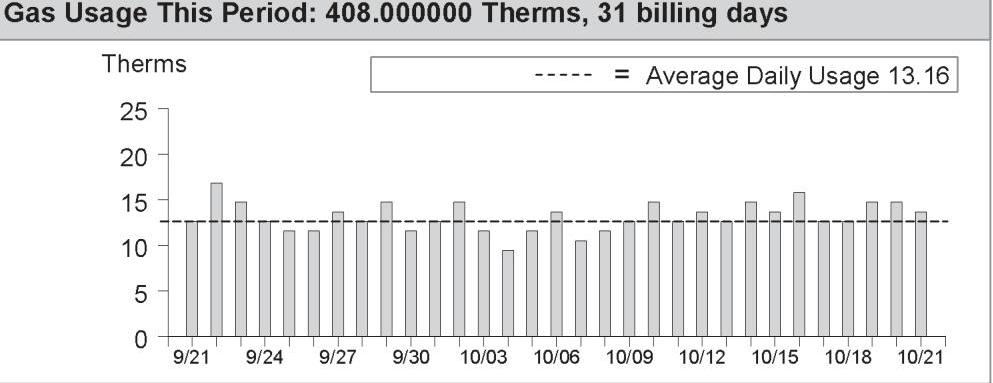 Gas Usage This Period: 408.000000 Therms, 31 billing days
Therms
----- = Average Daily Usage 13.16
25
20
15
10
5
0
9/21 9/24 9/27 9/30 10/03 10/06 10/09 10/12 10/15 10/18 10/21